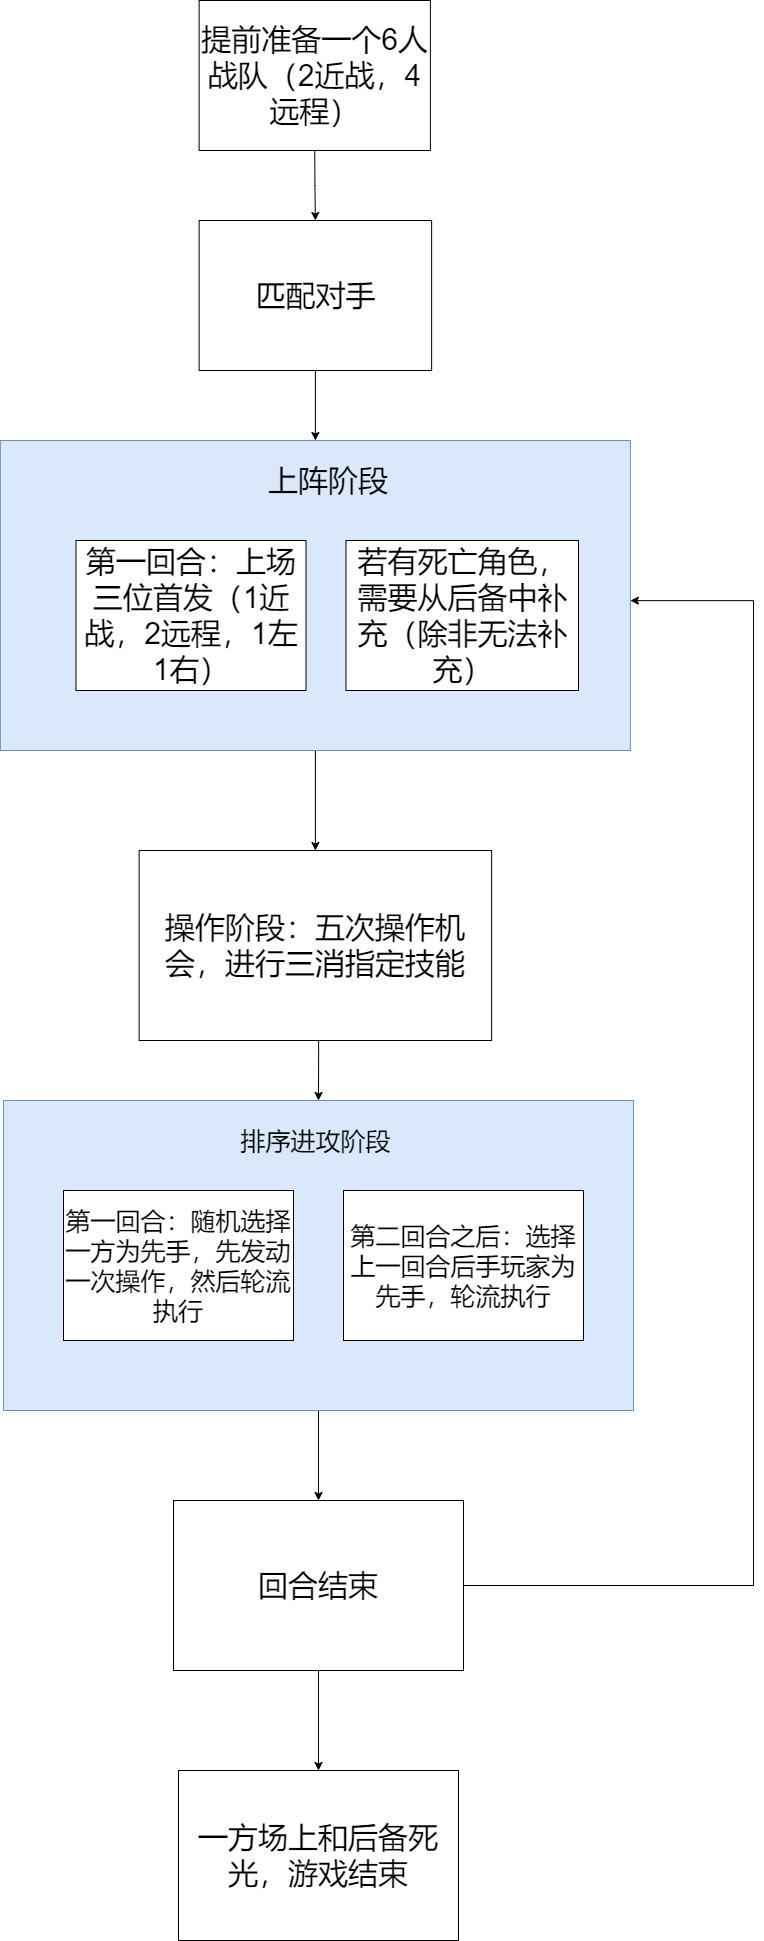 提前准备一个6人
战队（2近战，4
远程）
匹配对手
上阵阶段
第一回合：上场
三位首发（1近
战，2远程，1左
1右）
若有死亡角色，
需要从后备中补
充（除非无法补
充）
操作阶段：五次操作机
会，进行三消指定技能
排序进攻阶段
第一回合：随机选择
一方为先手，先发动
一次操作，然后轮流
执行
第二回合之后：选择
上一回合后手玩家为
先手，轮流执行
回合结束
一方场上和后备死
光，游戏结束